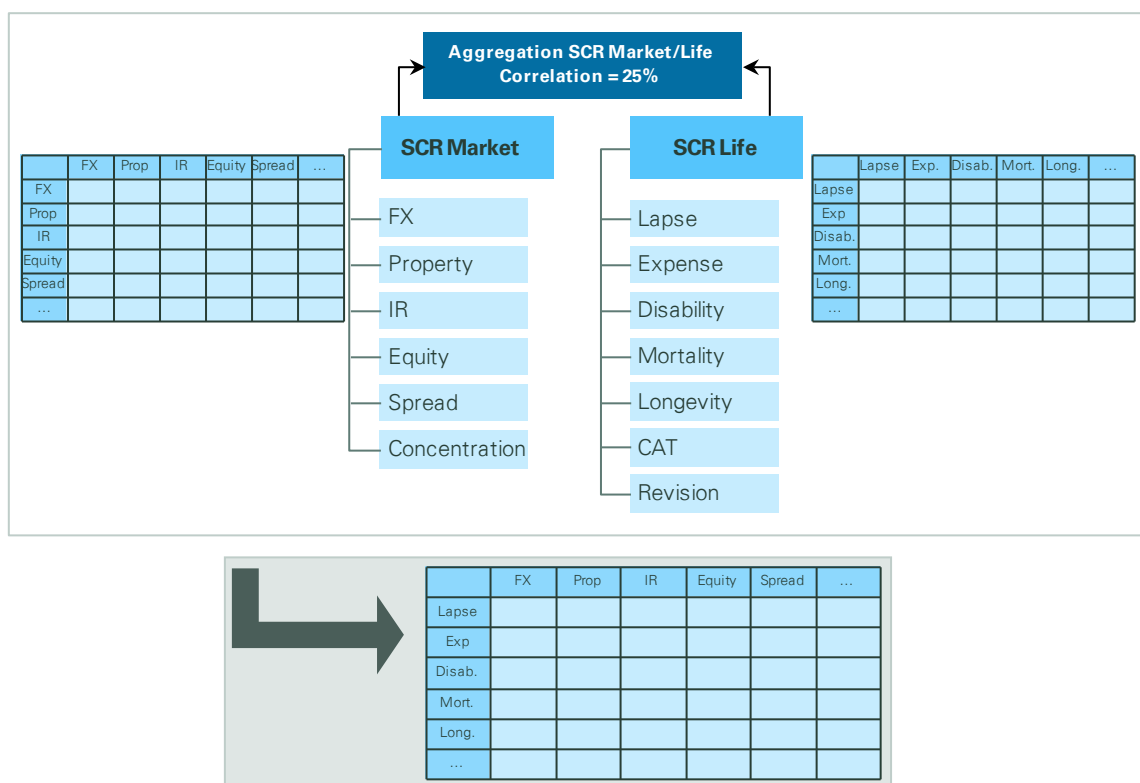 Aggregation SCR Market/Life
Correlation = 25%
SCR Market
SCR Life
FX Prop IR Equity Spread ...
FX
Prop
IR
Equity
Spread
...
FX
Property
IR
Equity
Spread
Concentration
Lapse
Expense
Disability
Mortality
Longevity
CAT
Revision
Lapse Exp. Disab. Mort. Long. ...
Lapse
Exp
Disab.
Mort.
Long.
...
FX Prop IR Equity Spread ...
Lapse
Exp
Disab.
Mort.
Long.
...